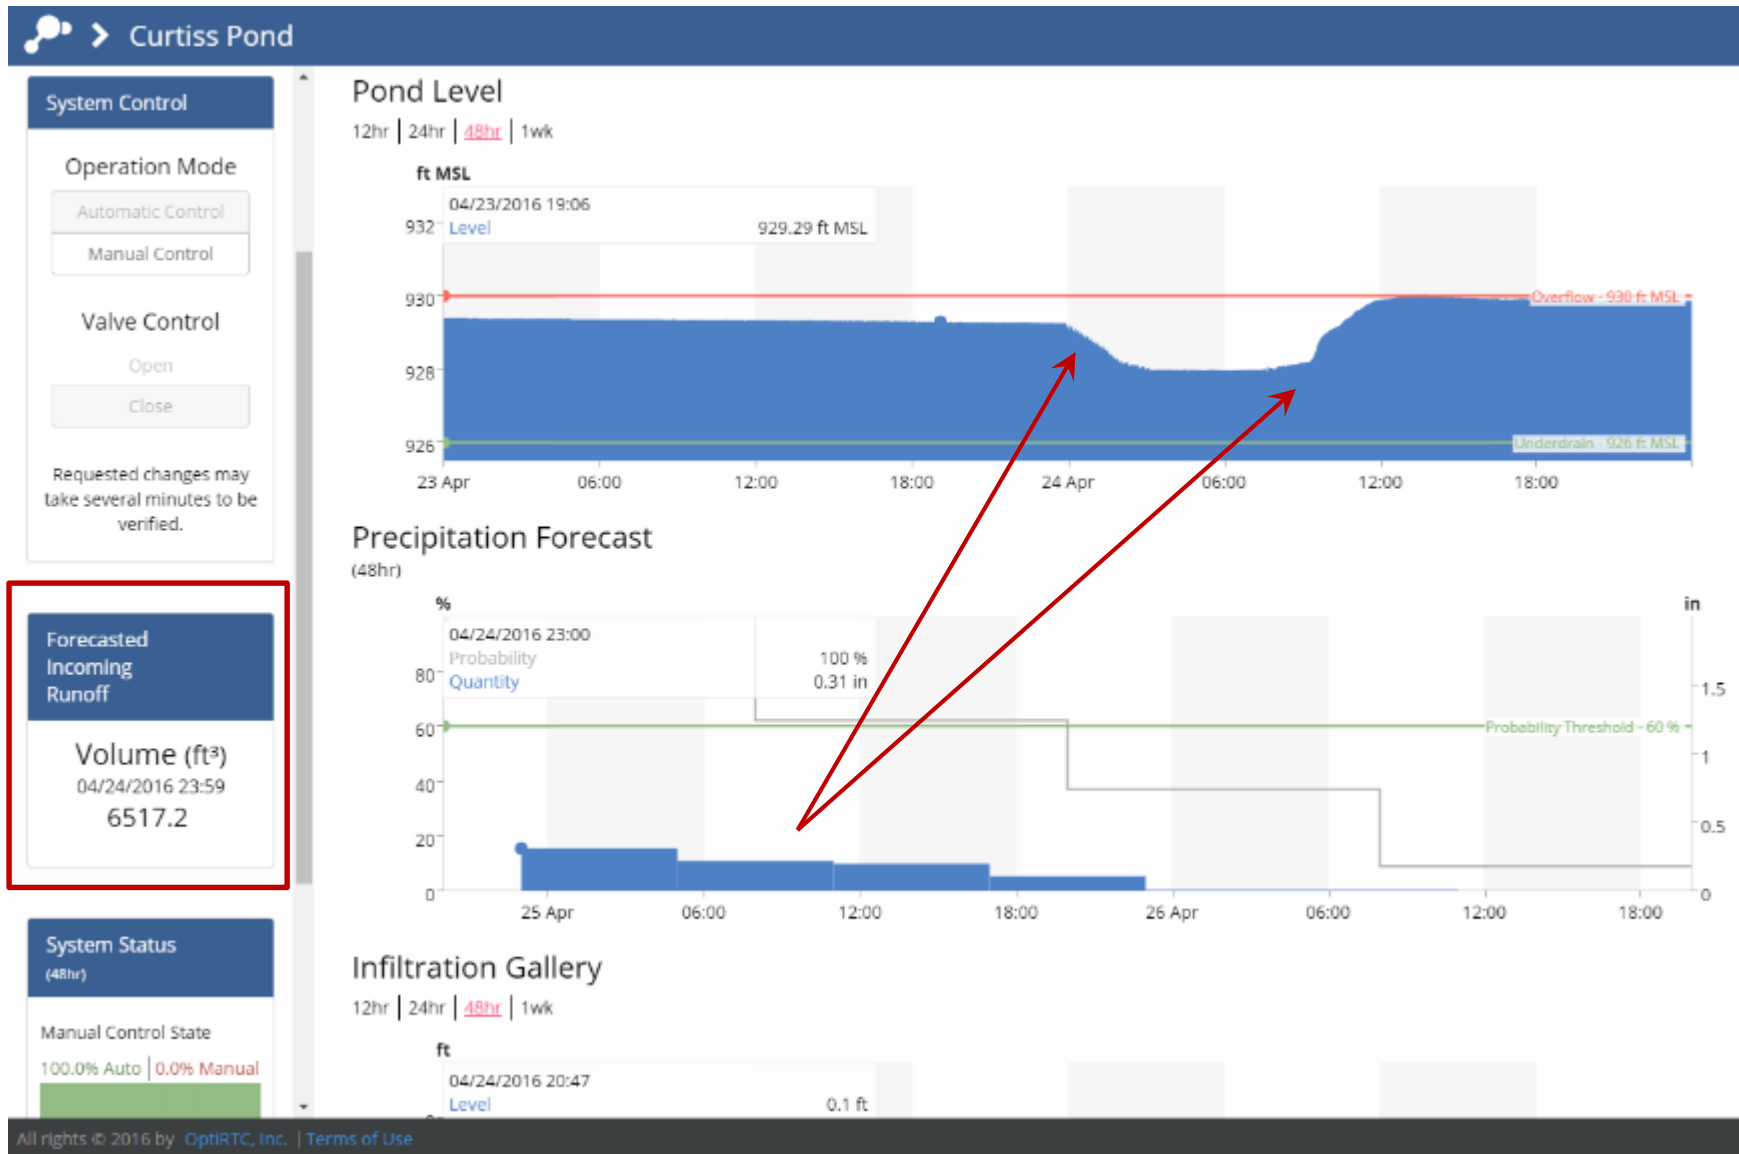 Curtiss Pond
System Control
Operation Mode
Automatic Control
Manual Control
Valve Control
Open
Close
Requested changes may
take several minutes to be
verified.
Forecasted
Incoming
Runoff
Volume (ft³)
04/24/2016 23:59
6517.2
System Status
(48hr)
Manual Control State
100.0% Auto | 0.0% Manual
Pond Level
12hr | 24hr | 48hr | 1wk
ft MSL
04/23/2016 19:06
Level 929.29 ft MSL
932
930
928
926
Overflow - 930 ft MSL
Underdrain - 926 ft MSL
23 Apr 06:00 12:00 18:00 24 Apr 06:00 12:00 18:00
Precipitation Forecast
(48hr)
% in
04/24/2016 23:00
Probability 100 %
Quantity 0.31 in
80
60
40
20
0
1.5
1
0.5
0
Probability Threshold - 60 %
25 Apr 06:00 12:00 18:00 26 Apr 06:00 12:00 18:00
Infiltration Gallery
12hr | 24hr | 48hr | 1wk
ft
04/24/2016 20:47
Level 0.1 ft
All rights © 2016 by OptiRTC, Inc. | Terms of Use